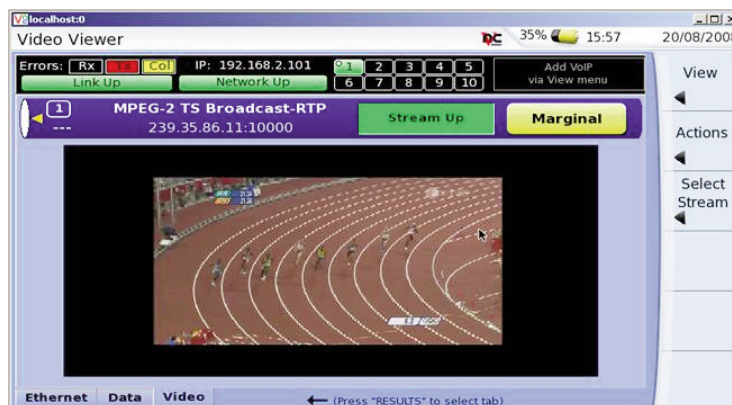 localhost:0
Video Viewer
35%
15:57
20/08/2008
Errors: Rx Tx Col
IP: 192.168.2.101
1 2 3 4 5
6 7 8 9 10
Link Up
Network Up
Add VoIP
via View menu
View
Actions
Select
Stream
1
---
MPEG-2 TS Broadcast-RTP
239.35.86.11:10000
Stream Up
Marginal
Ethernet
Data
Video
(Press "RESULTS" to select tab)